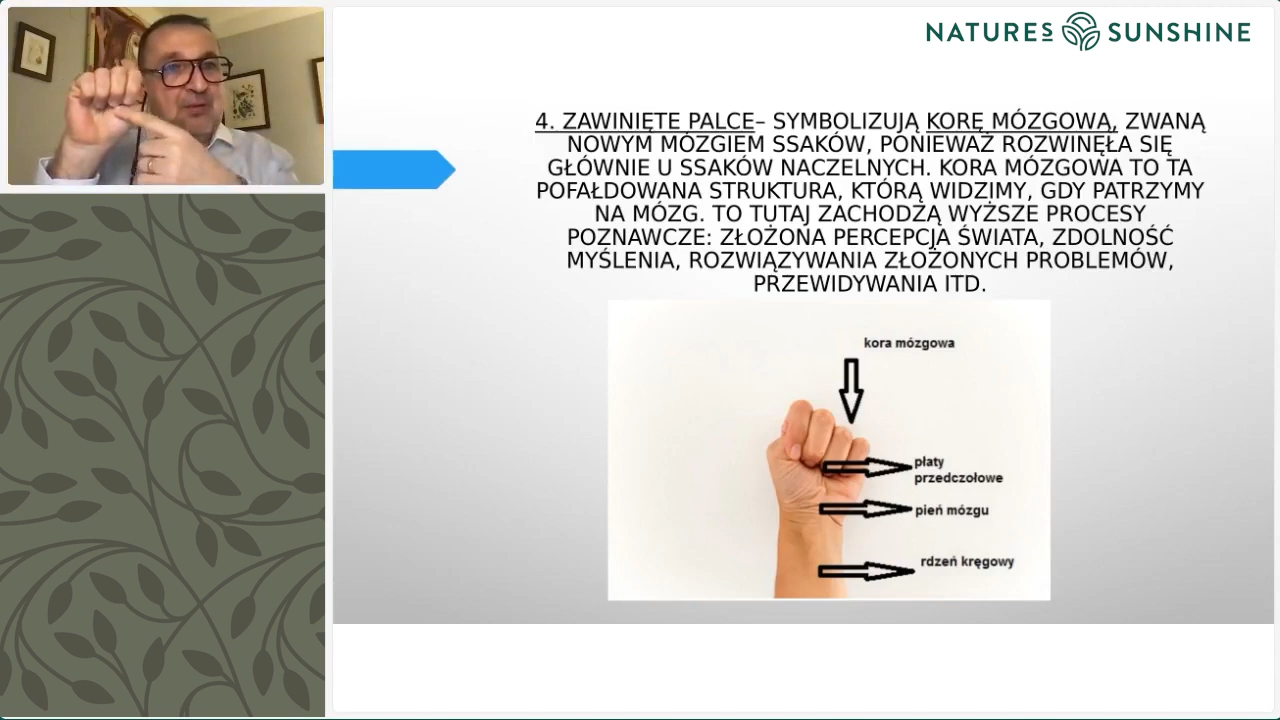 NATURES SUNSHINE
4. ZAWINIĘTE PALCE– SYMBOLIZUJĄ KORĘ MÓZGOWĄ, ZWANĄ
NOWYM MÓZGIEM SSAKÓW, PONIEWAŻ ROZWINĘŁA SIĘ
GŁÓWNIE U SSAKÓW NACZELNYCH. KORA MÓZGOWA TO TA
POFAŁDOWANA STRUKTURA, KTÓRĄ WIDZIMY, GDY PATRZYMY
NA MÓZG. TO TUTAJ ZACHODZĄ WYŻSZE PROCESY
POZNAWCZE: ZŁOŻONA PERCEPCJA ŚWIATA, ZDOLNOŚĆ
MYŚLENIA, ROZWIĄZYWANIA ZŁOŻONYCH PROBLEMÓW,
PRZEWIDYWANIA ITD.
kora mózgowa
płaty
przedczołowe
pień mózgu
rdzeń kręgowy